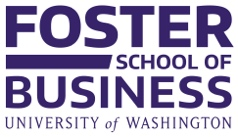 FOSTER
SCHOOL OF
BUSINESS
UNIVERSITY of WASHINGTON